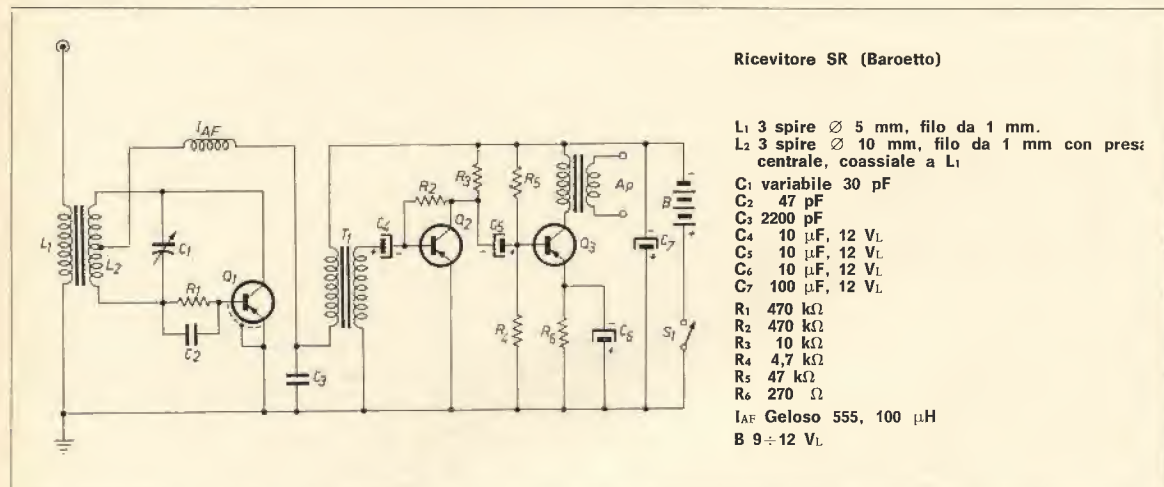 Ricevitore SR (Baroetto)
L1 3 spire ∅ 5 mm, filo da 1 mm.
L2 3 spire ∅ 10 mm, filo da 1 mm con presa
centrale, coassiale a L1
C1 variabile 30 pF
C2 47 pF
C3 2200 pF
C4 10 μF, 12 VL
C5 10 μF, 12 VL
C6 10 μF, 12 VL
C7 100 μF, 12 VL
R1 470 kΩ
R2 470 kΩ
R3 10 kΩ
R4 4,7 kΩ
R5 47 kΩ
R6 270 Ω
IAF Geloso 555, 100 μH
B 9÷12 VL
IAF
L1
L2
C1
R1
C2
Q1
C3
T1
C4
R2
Q2
R3
C5
R5
R4
Q3
R6
C6
Ap
C7
B
S1